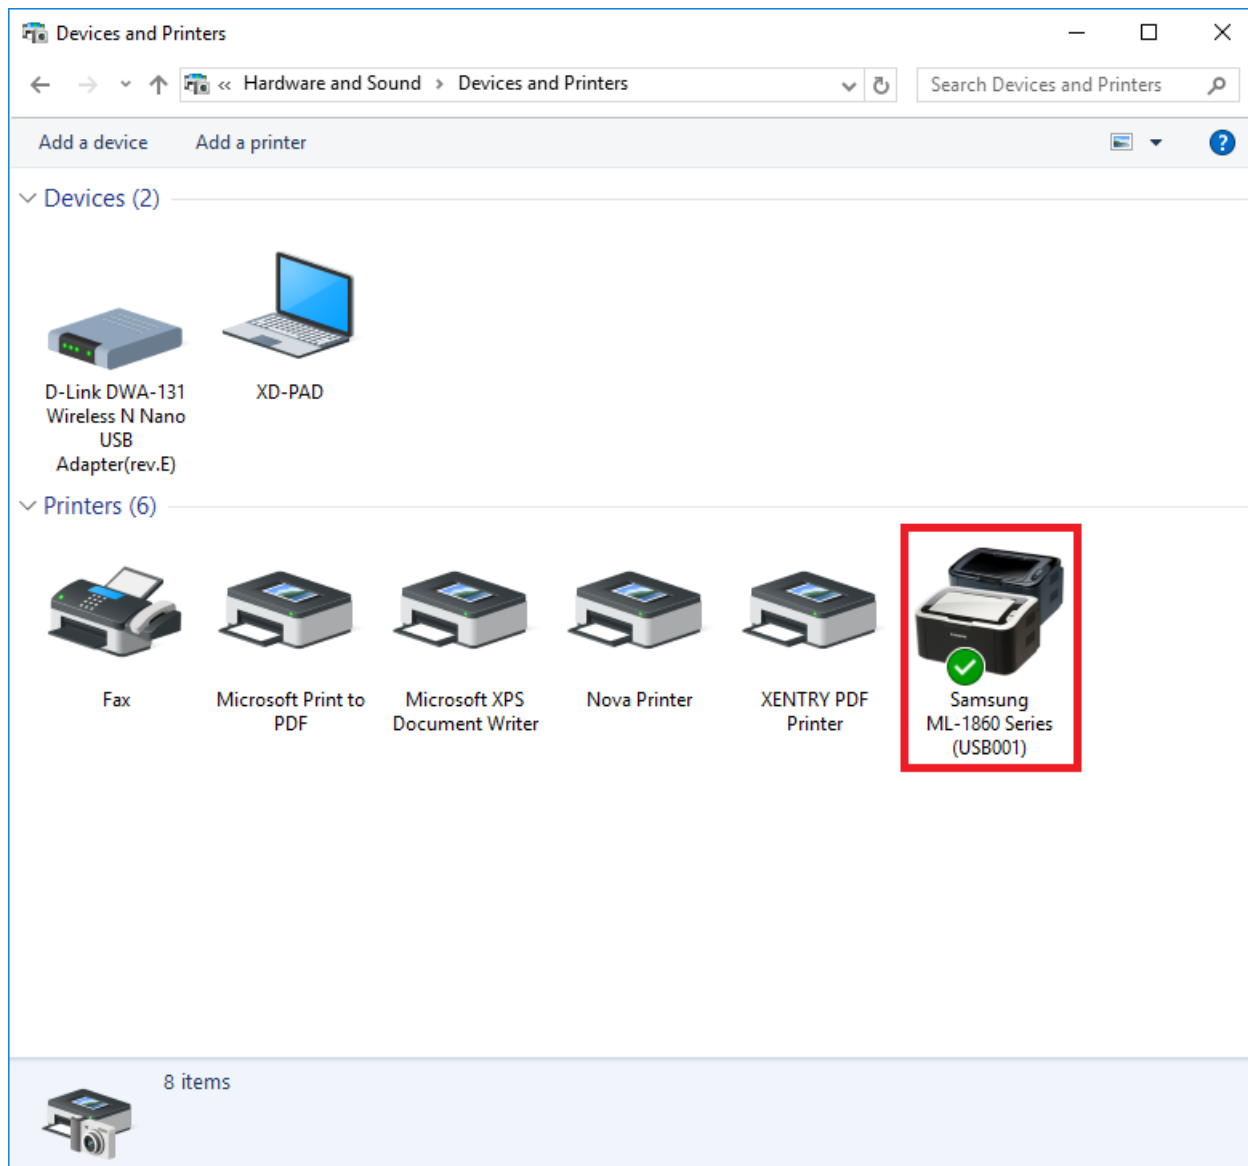 Devices and Printers
« Hardware and Sound > Devices and Printers
Search Devices and Printers
Add a device Add a printer
?
Devices (2)
D-Link DWA-131
Wireless N Nano
USB
Adapter(rev.E)
XD-PAD
Printers (6)
Fax
Microsoft Print to
PDF
Microsoft XPS
Document Writer
Nova Printer
XENTRY PDF
Printer
Samsung
ML-1860 Series
(USB001)
8 items